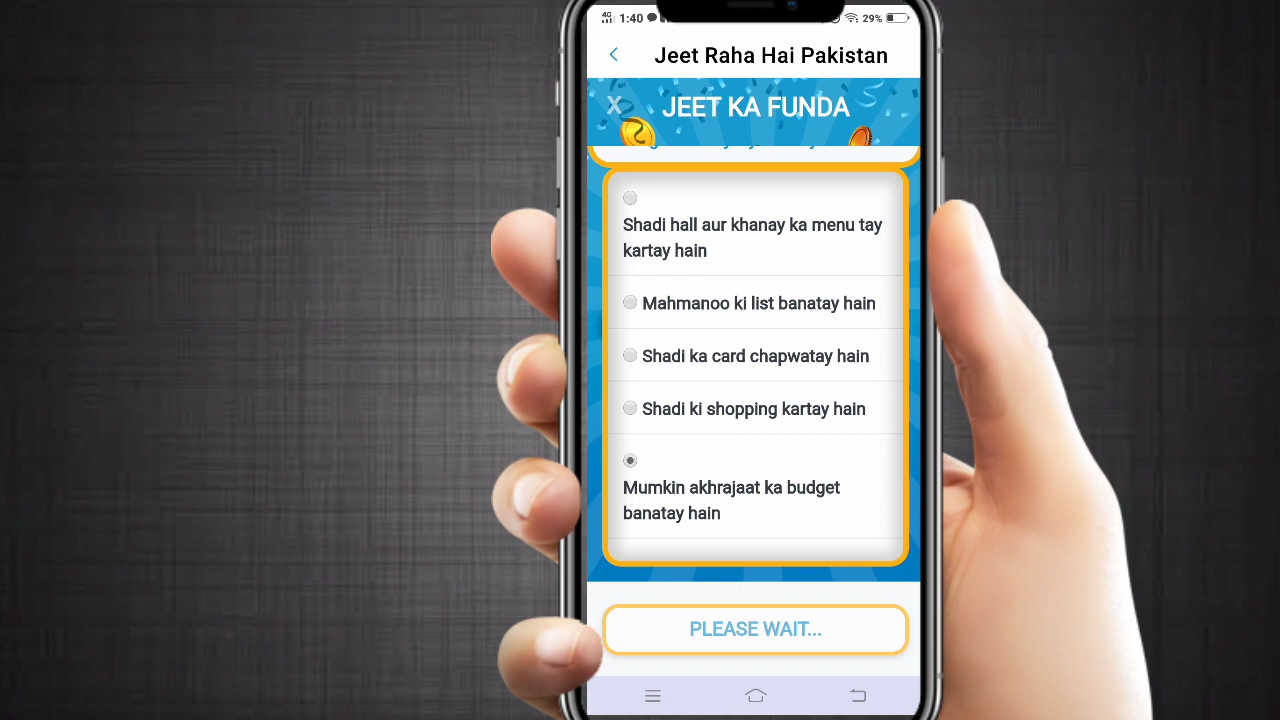 4G 1:40 29%
Jeet Raha Hai Pakistan
X JEET KA FUNDA
Shadi hall aur khanay ka menu tay
kartay hain
Mahmanoo ki list banatay hain
Shadi ka card chapwatay hain
Shadi ki shopping kartay hain
Mumkin akhrajaat ka budget
banatay hain
PLEASE WAIT...